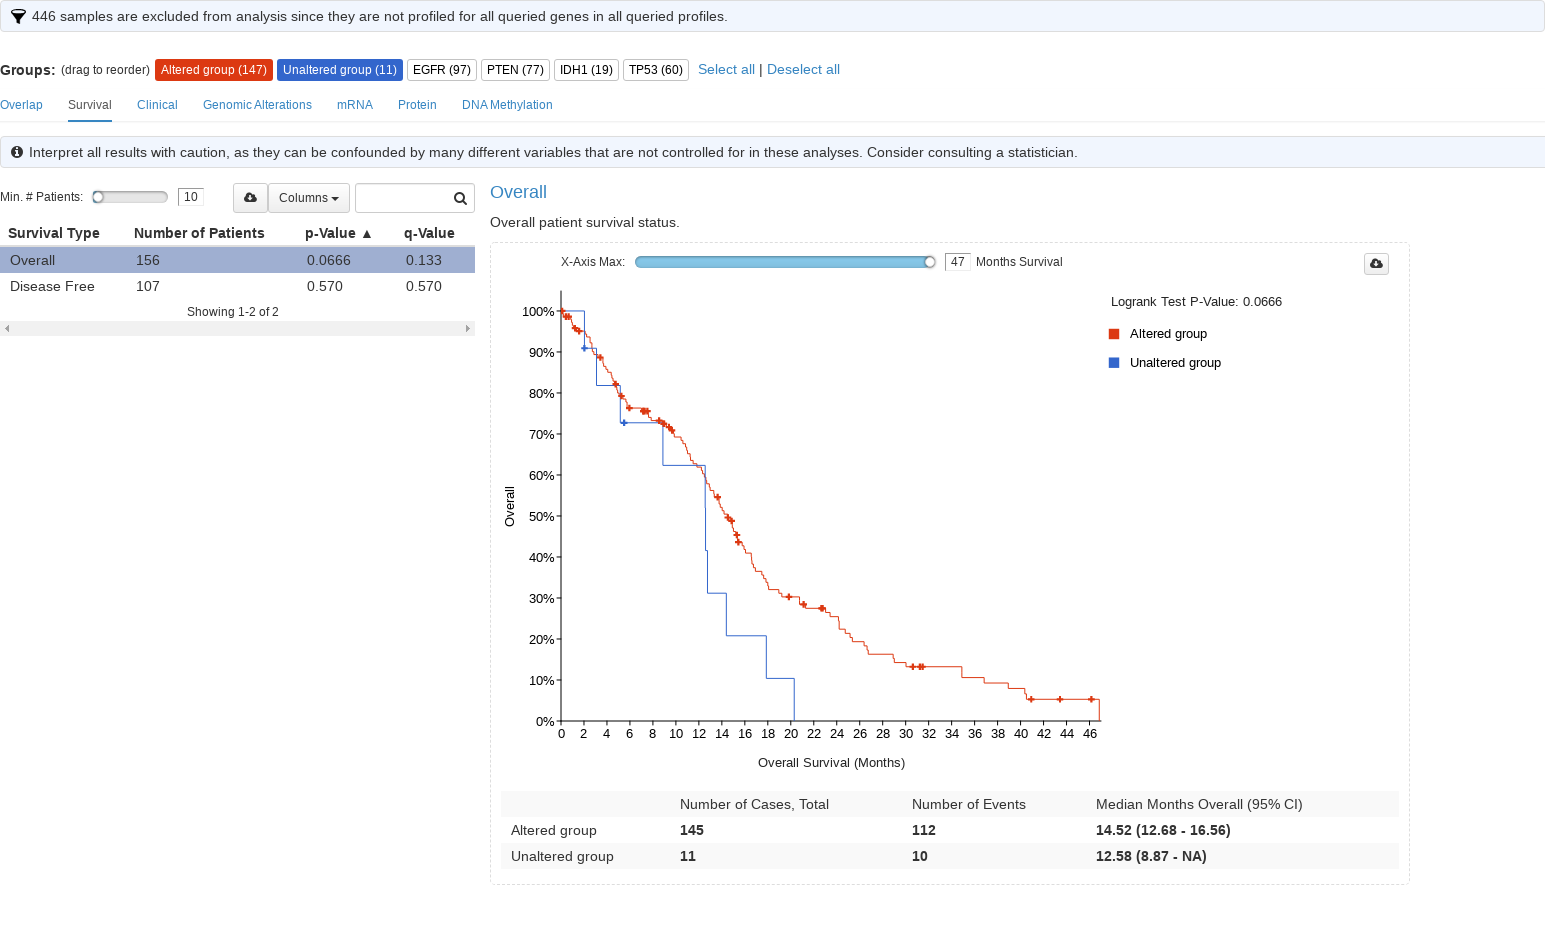 446 samples are excluded from analysis since they are not profiled for all queried genes in all queried profiles.
Groups: (drag to reorder) Altered group (147) Unaltered group (11) EGFR (97) PTEN (77) IDH1 (19) TP53 (60) Select all | Deselect all
Overlap Survival Clinical Genomic Alterations mRNA Protein DNA Methylation
Interpret all results with caution, as they can be confounded by many different variables that are not controlled for in these analyses. Consider consulting a statistician.
Min. # Patients: 10 Columns
Survival Type Number of Patients p-Value ▲ q-Value
Overall 156 0.0666 0.133
Disease Free 107 0.570 0.570
Showing 1-2 of 2
Overall
Overall patient survival status.
X-Axis Max: 47 Months Survival
Logrank Test P-Value: 0.0666
Altered group
Unaltered group
100%
90%
80%
70%
60%
50%
40%
30%
20%
10%
0%
Overall
0 2 4 6 8 10 12 14 16 18 20 22 24 26 28 30 32 34 36 38 40 42 44 46
Overall Survival (Months)
Number of Cases, Total Number of Events Median Months Overall (95% CI)
Altered group 145 112 14.52 (12.68 - 16.56)
Unaltered group 11 10 12.58 (8.87 - NA)